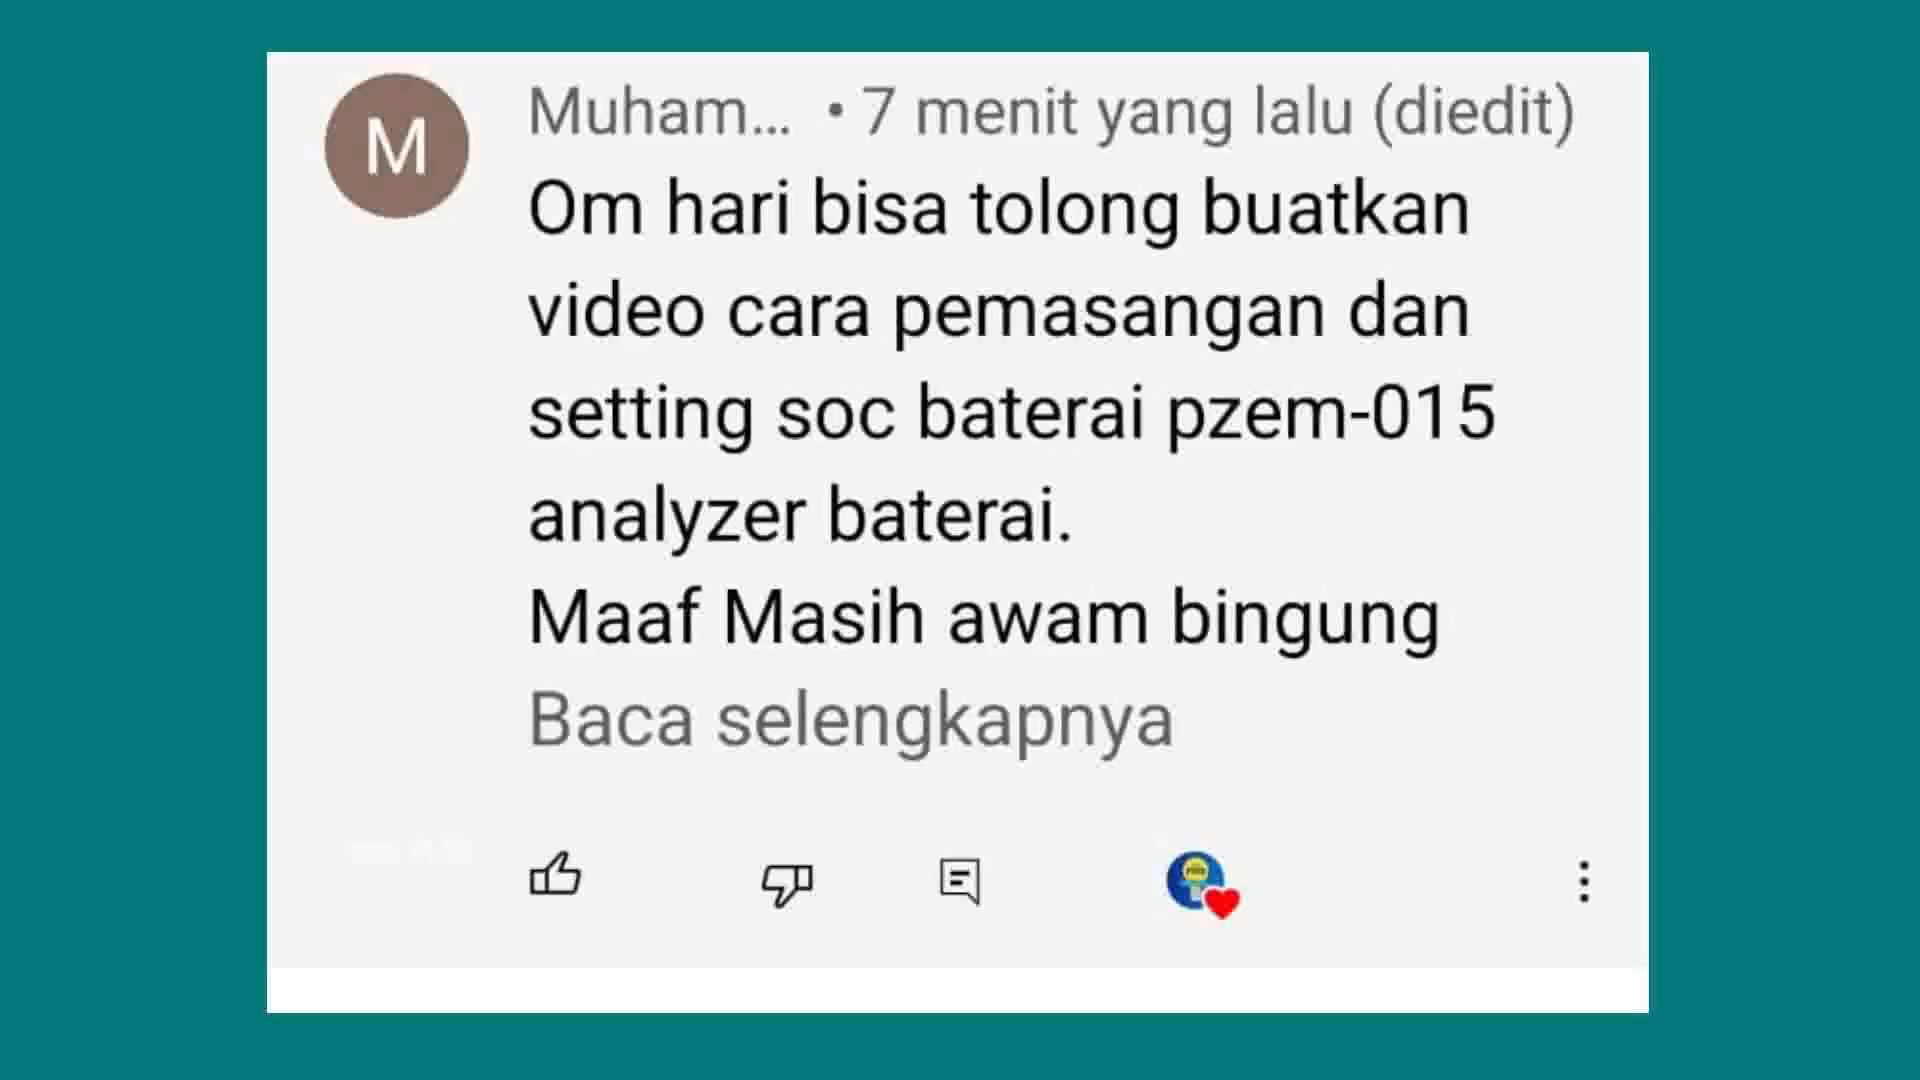 M
Muham... • 7 menit yang lalu (diedit)
Om hari bisa tolong buatkan
video cara pemasangan dan
setting soc baterai pzem-015
analyzer baterai.
Maaf Masih awam bingung
Baca selengkapnya